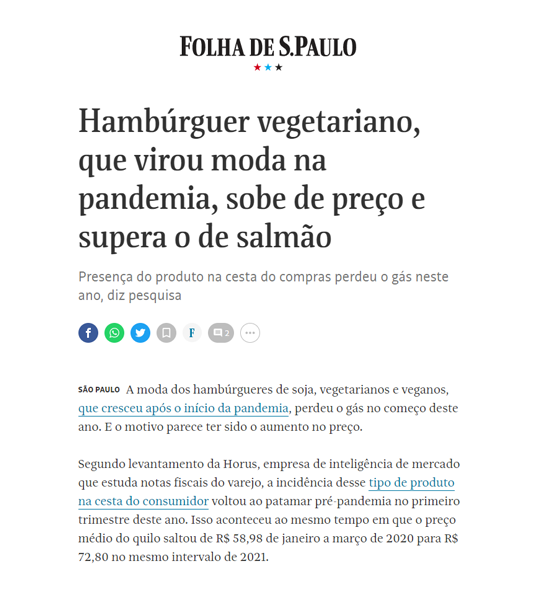 FOLHA DE S.PAULO
Hambúrguer vegetariano,
que virou moda na
pandemia, sobe de preço e
supera o de salmão
Presença do produto na cesta do compras perdeu o gás neste
ano, diz pesquisa
F
2
SÃO PAULO A moda dos hambúrgueres de soja, vegetarianos e veganos,
que cresceu após o início da pandemia, perdeu o gás no começo deste
ano. E o motivo parece ter sido o aumento no preço.
Segundo levantamento da Horus, empresa de inteligência de mercado
que estuda notas fiscais do varejo, a incidência desse tipo de produto
na cesta do consumidor voltou ao patamar pré-pandemia no primeiro
trimestre deste ano. Isso aconteceu ao mesmo tempo em que o preço
médio do quilo saltou de R$ 58,98 de janeiro a março de 2020 para R$
72,80 no mesmo intervalo de 2021.